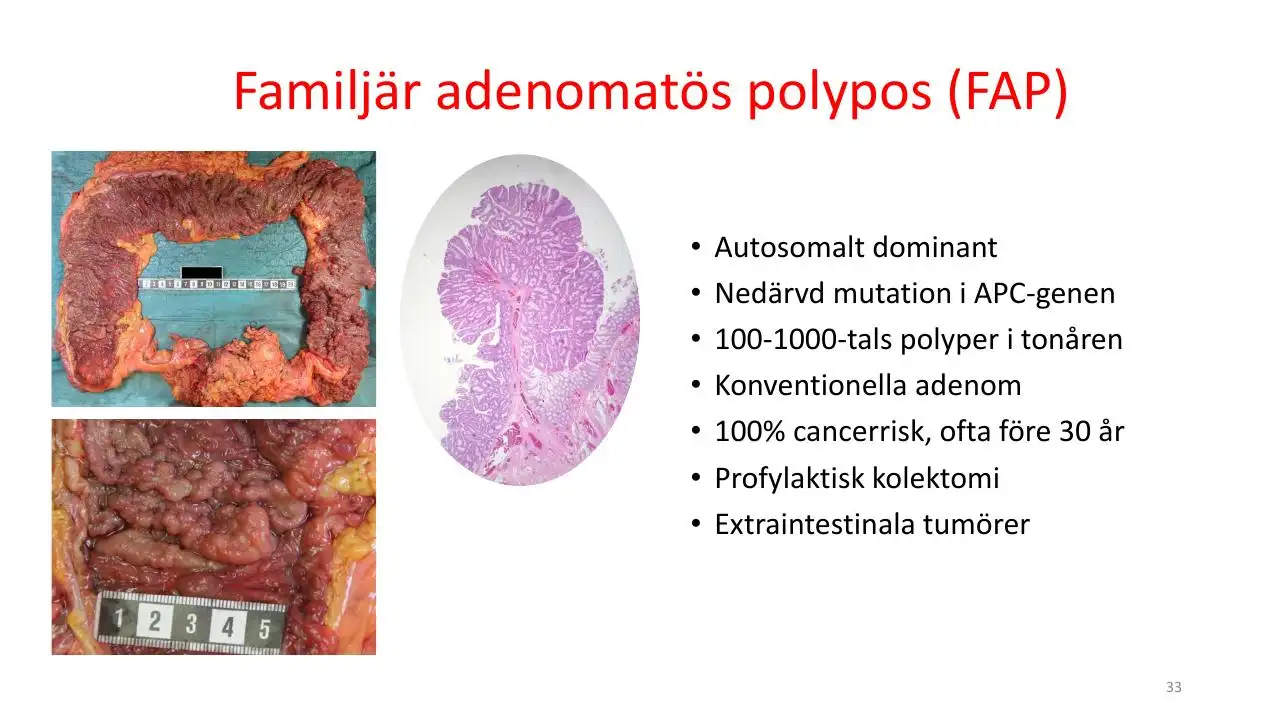 Familjär adenomatös polypos (FAP)
• Autosomalt dominant
• Nedärvd mutation i APC-genen
• 100-1000-tals polyper i tonåren
• Konventionella adenom
• 100% cancerrisk, ofta före 30 år
• Profylaktisk kolektomi
• Extraintestinala tumörer
1 2 3 4 5
33